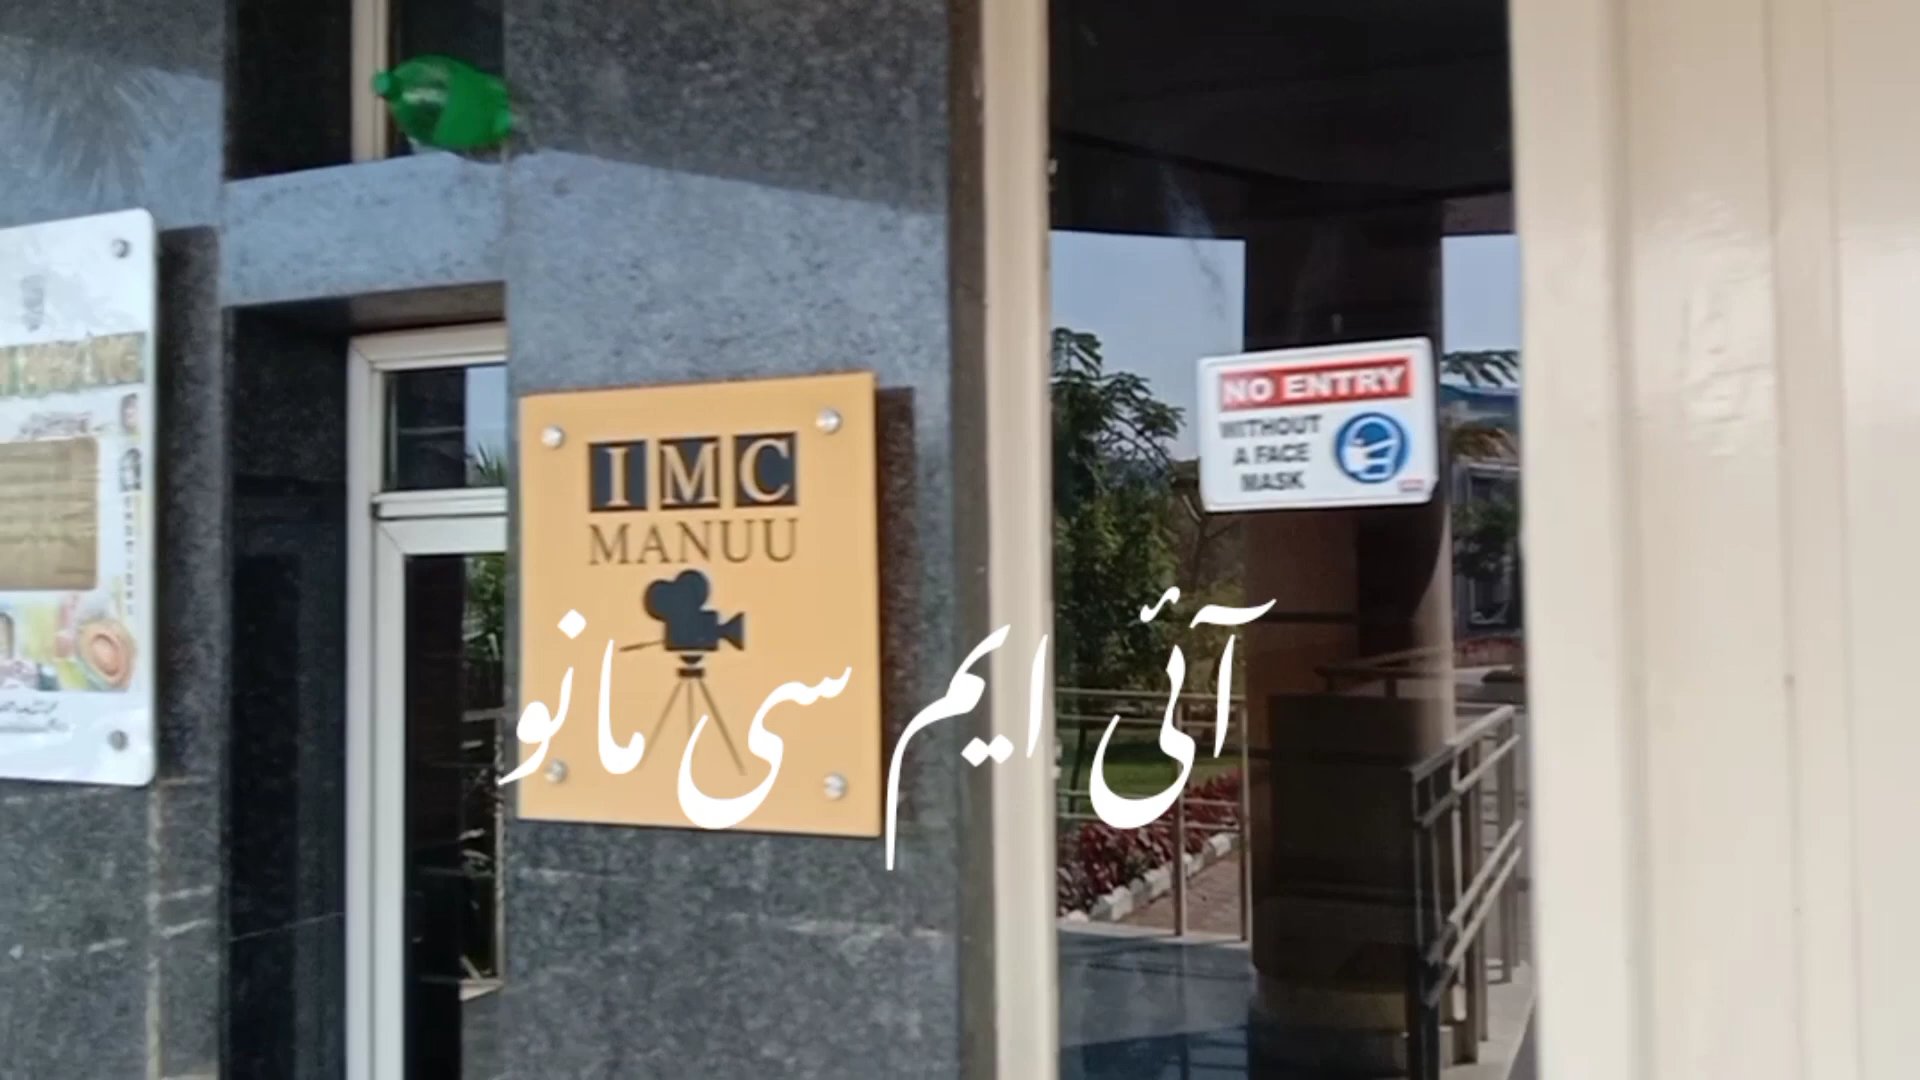 IMC
MANUU
NO ENTRY
WITHOUT
A FACE
MASK
آئی ایم سی مانو